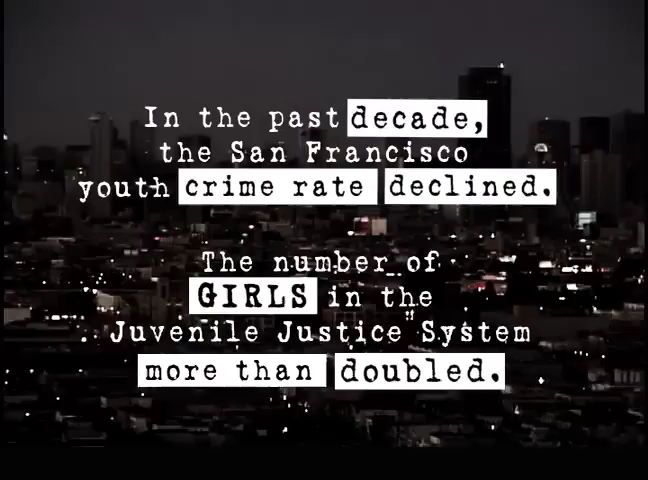 In the past decade,
the San Francisco
youth crime rate declined.
The number of
GIRLS in the
Juvenile Justice System
more than doubled.